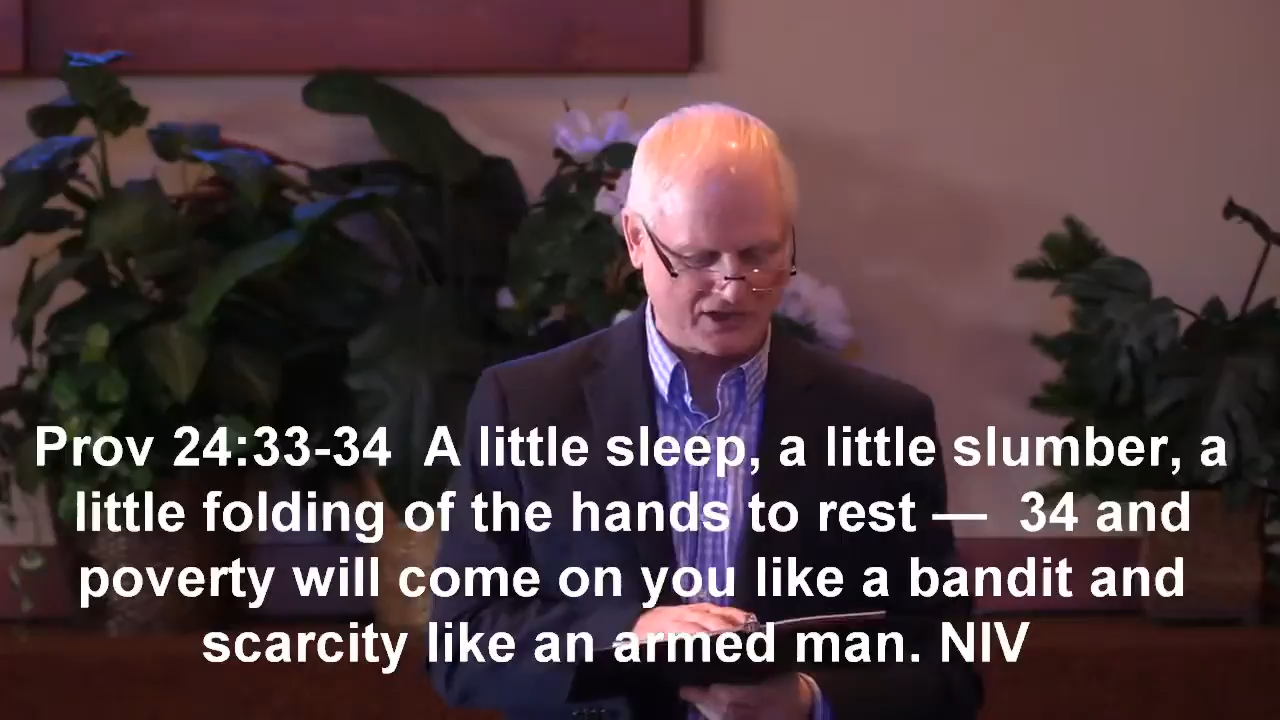 Prov 24:33-34  A little sleep, a little slumber, a
little folding of the hands to rest —  34 and
poverty will come on you like a bandit and
scarcity like an armed man. NIV